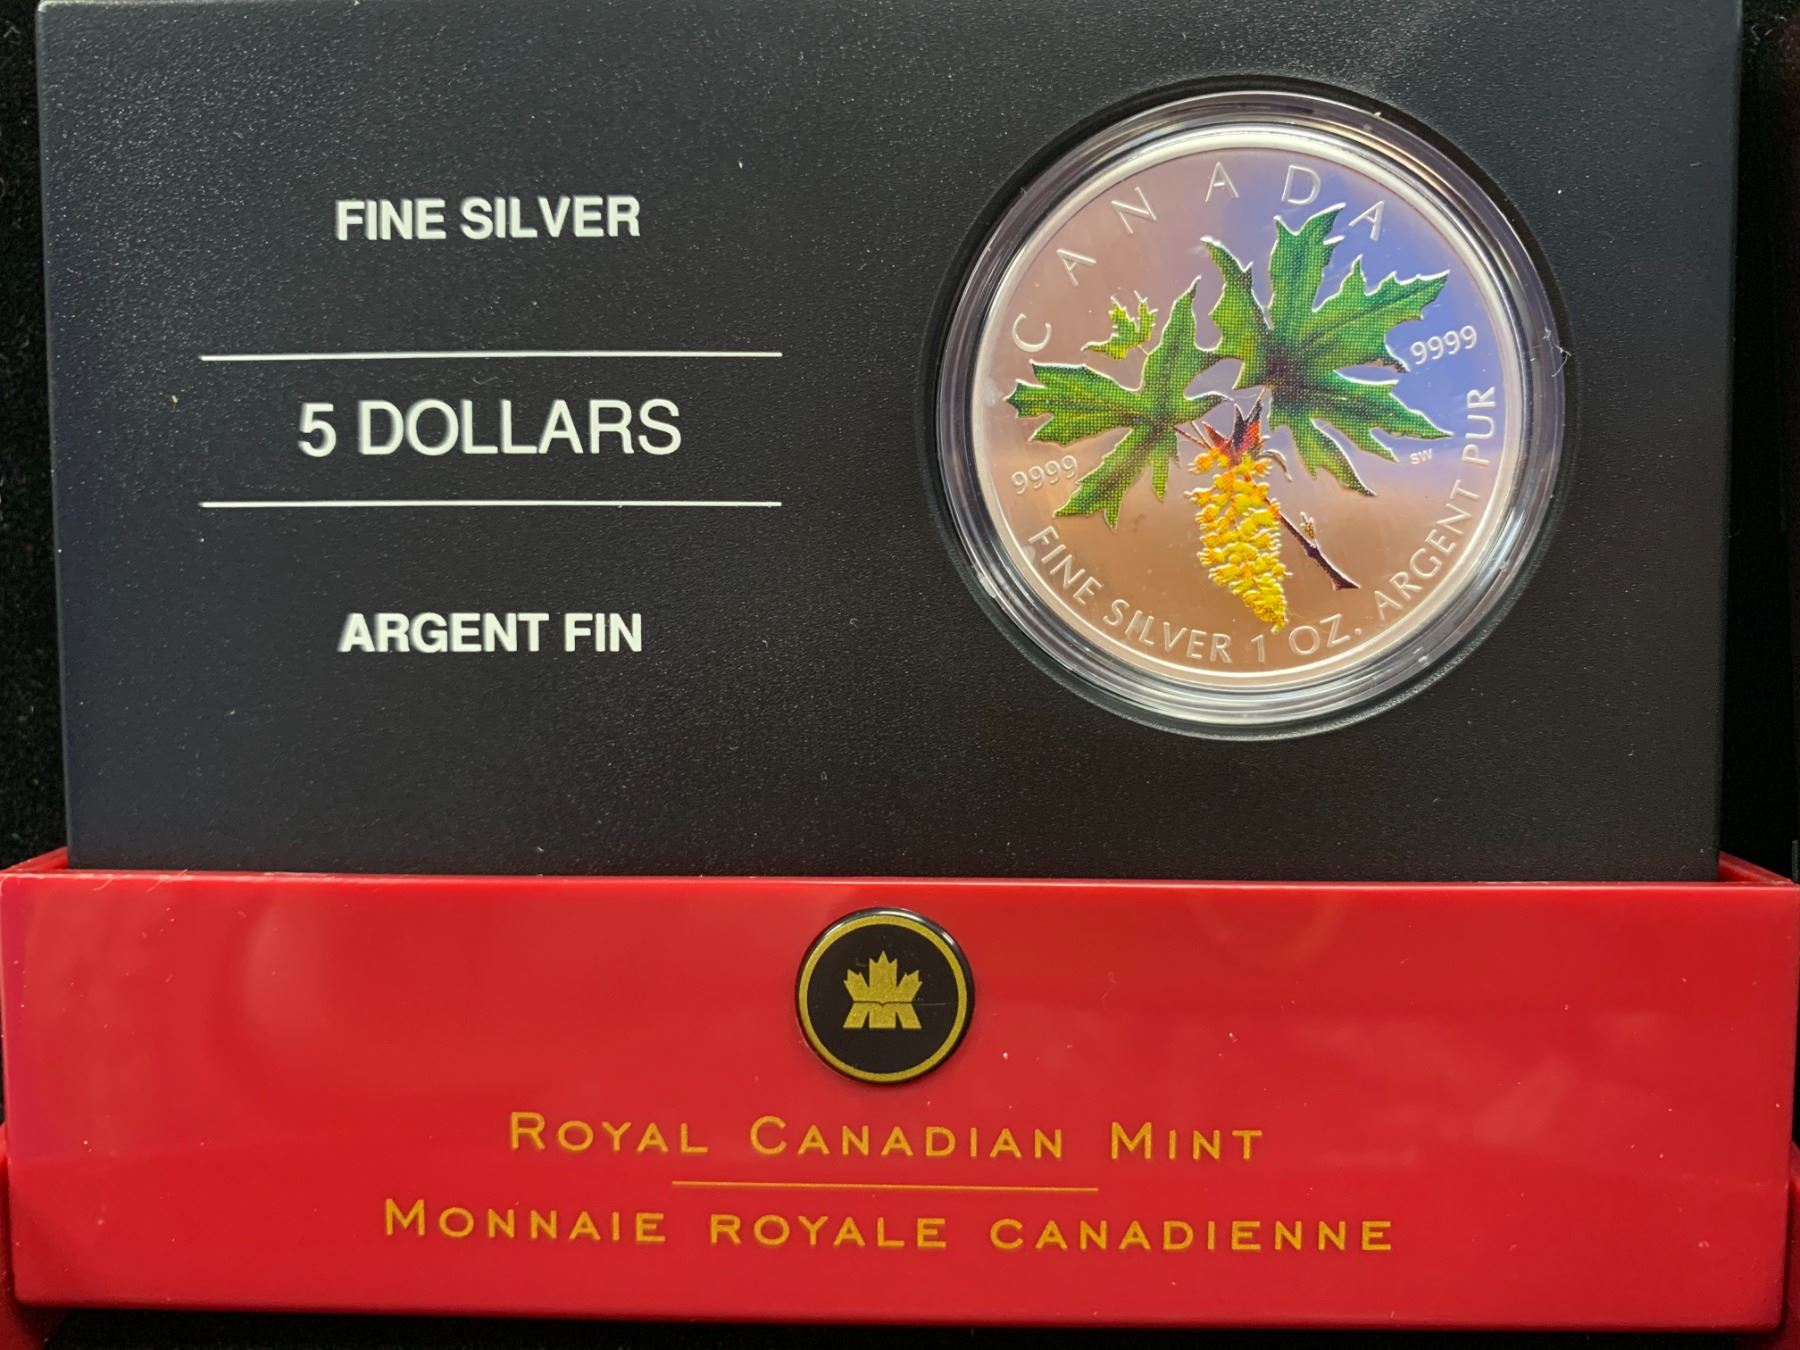 FINE SILVER
5 DOLLARS
ARGENT FIN
CANADA
9999
9999
SW
FINE SILVER 1 OZ. ARGENT PUR
ROYAL CANADIAN MINT
MONNAIE ROYALE CANADIENNE